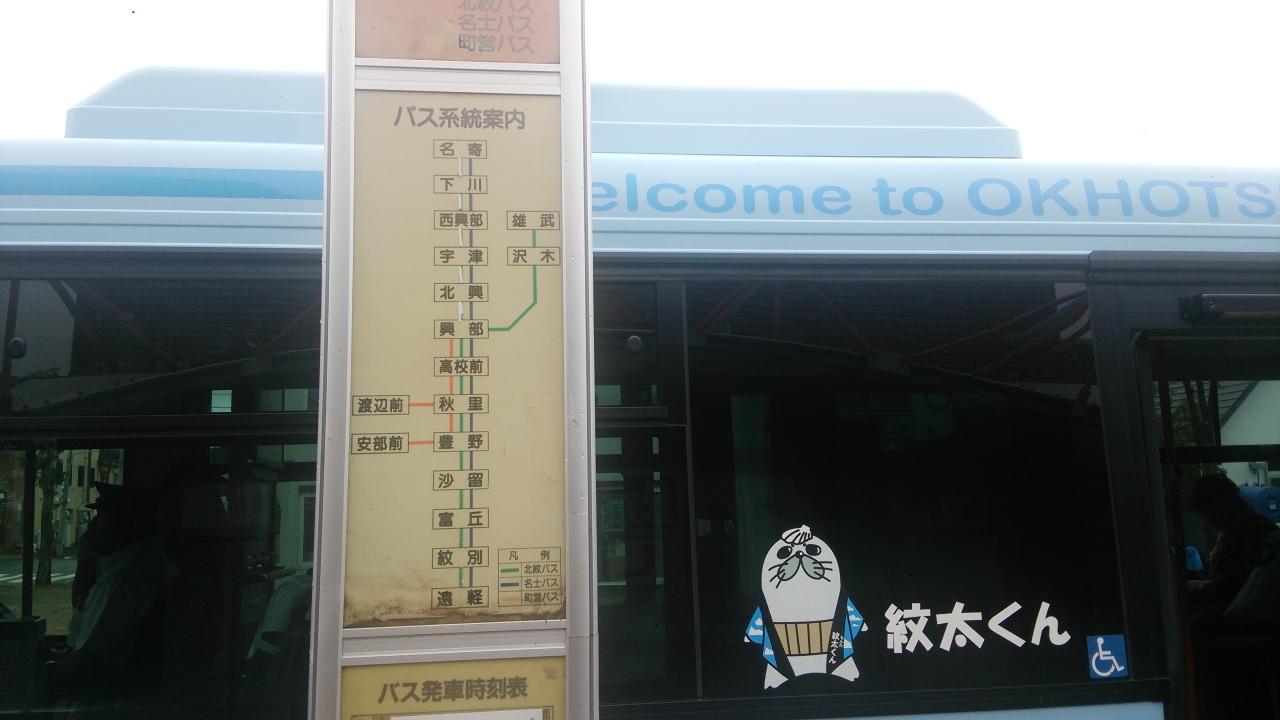 北紋バス
名士バス
町営バス
バス系統案内
名寄
下川
西興部
雄武
宇津
沢木
北興
興部
高校前
渡辺前
秋里
安部前
豊野
沙留
富丘
紋別
遠軽
凡例
北紋バス
名士バス
町営バス
バス発車時刻表
elcome to OKHOTS
紋太くん
紋太くん